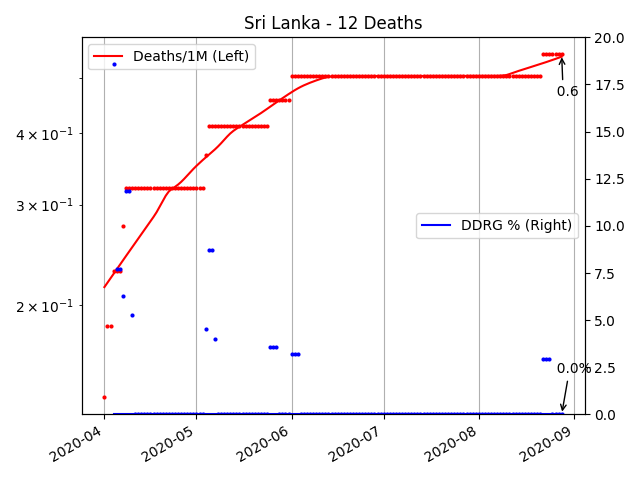 Sri Lanka - 12 Deaths
Deaths/1M (Left)
DDRG % (Right)
0.6
0.0%
4 × 10⁻¹
3 × 10⁻¹
2 × 10⁻¹
20.0
17.5
15.0
12.5
10.0
7.5
5.0
2.5
0.0
2020-04
2020-05
2020-06
2020-07
2020-08
2020-09